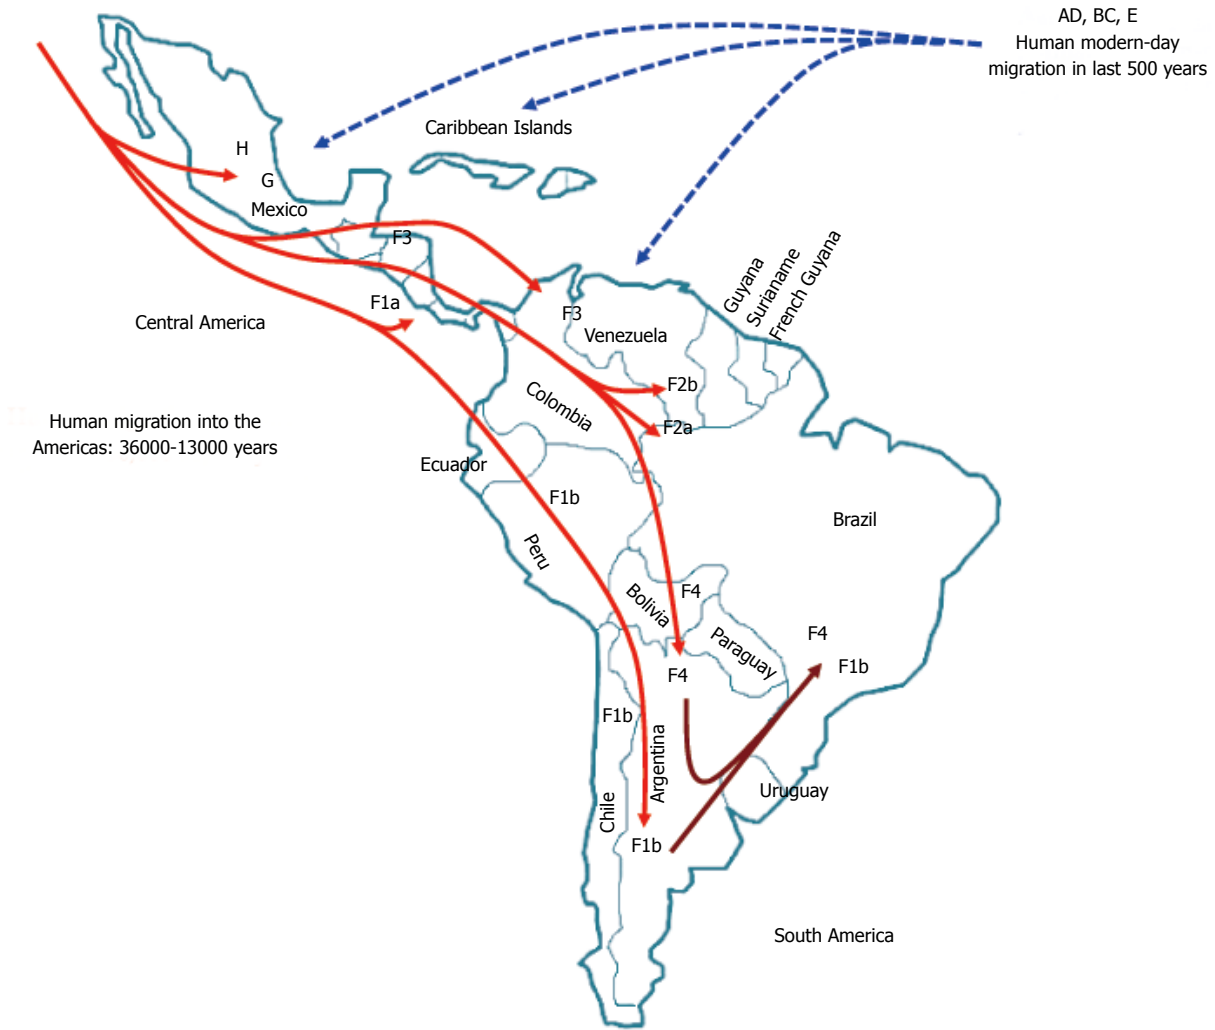 AD, BC, E
Human modern-day
migration in last 500 years
Caribbean Islands
H
G
Mexico
F3
F1a
Central America
F3
Venezuela
Guyana
Surianame
French Guyana
F2b
Colombia
F2a
Human migration into the
Americas: 36000-13000 years
Ecuador
F1b
Brazil
Peru
Bolivia
F4
Paraguay
F4
F1b
F4
F1b
Argentina
Chile
Uruguay
F1b
South America